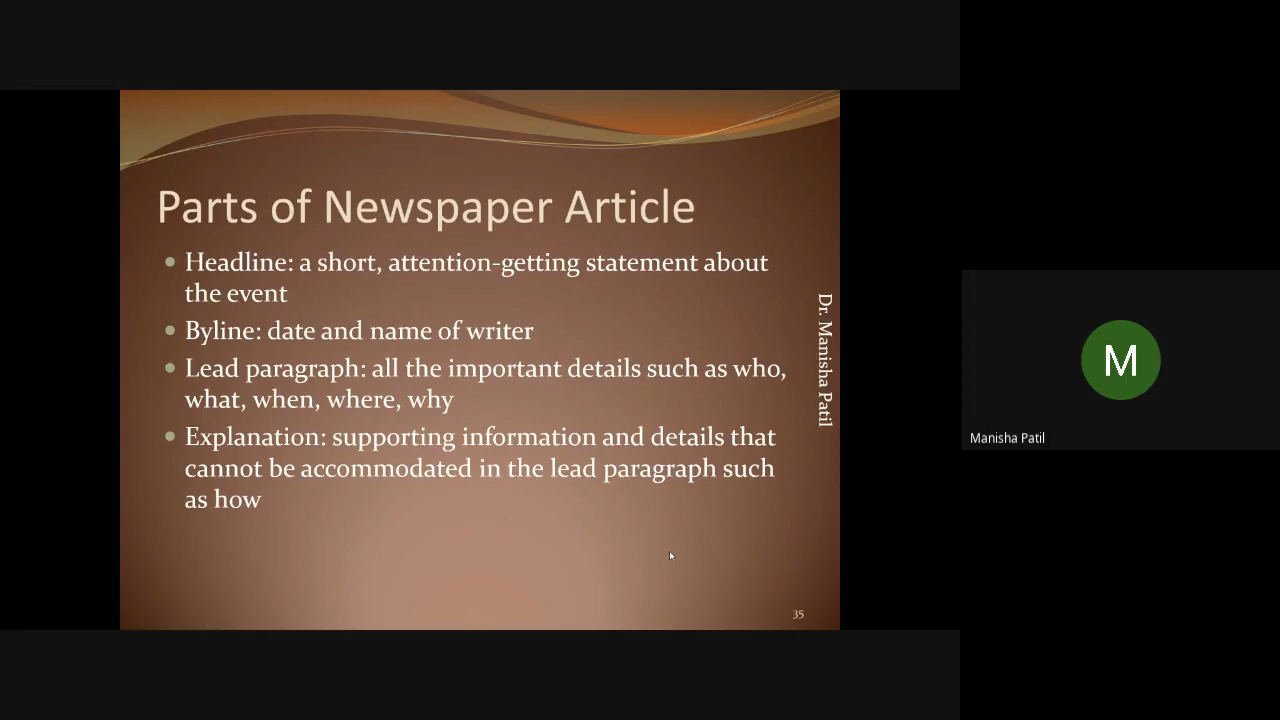 Parts of Newspaper Article
Headline: a short, attention-getting statement about
the event
Byline: date and name of writer
Lead paragraph: all the important details such as who,
what, when, where, why
Explanation: supporting information and details that
cannot be accommodated in the lead paragraph such
as how
Dr. Manisha Patil
35
M
Manisha Patil